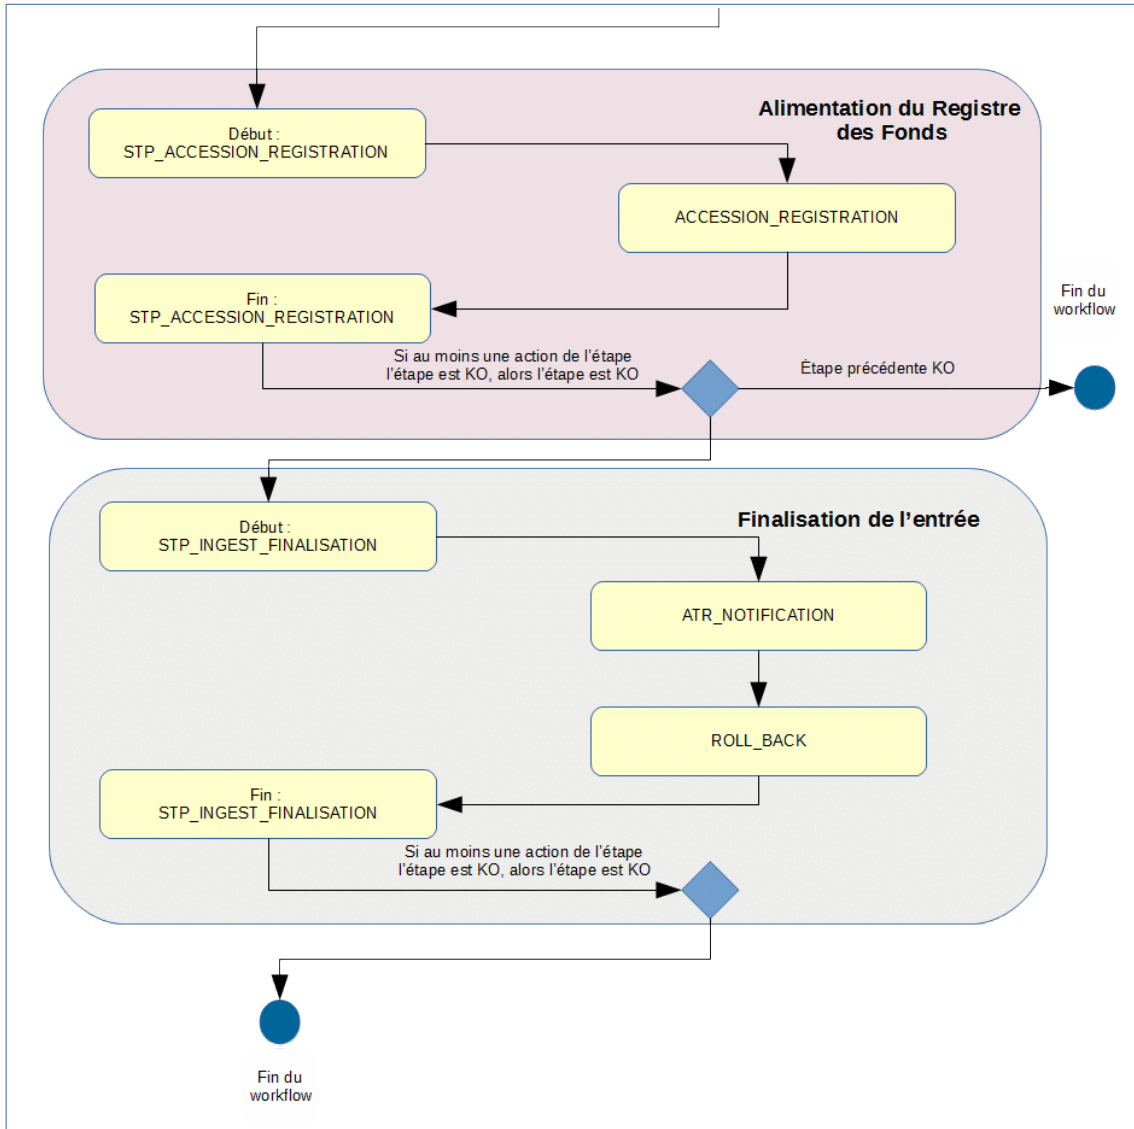 Alimentation du Registre
des Fonds
Début :
STP_ACCESSION_REGISTRATION
ACCESSION_REGISTRATION
Fin :
STP_ACCESSION_REGISTRATION
Fin du
workflow
Si au moins une action de l'étape
l'étape est KO, alors l'étape est KO
Étape précédente KO
Début :
STP_INGEST_FINALISATION
Finalisation de l'entrée
ATR_NOTIFICATION
ROLL_BACK
Fin :
STP_INGEST_FINALISATION
Si au moins une action de l'étape
l'étape est KO, alors l'étape est KO
Fin du
workflow